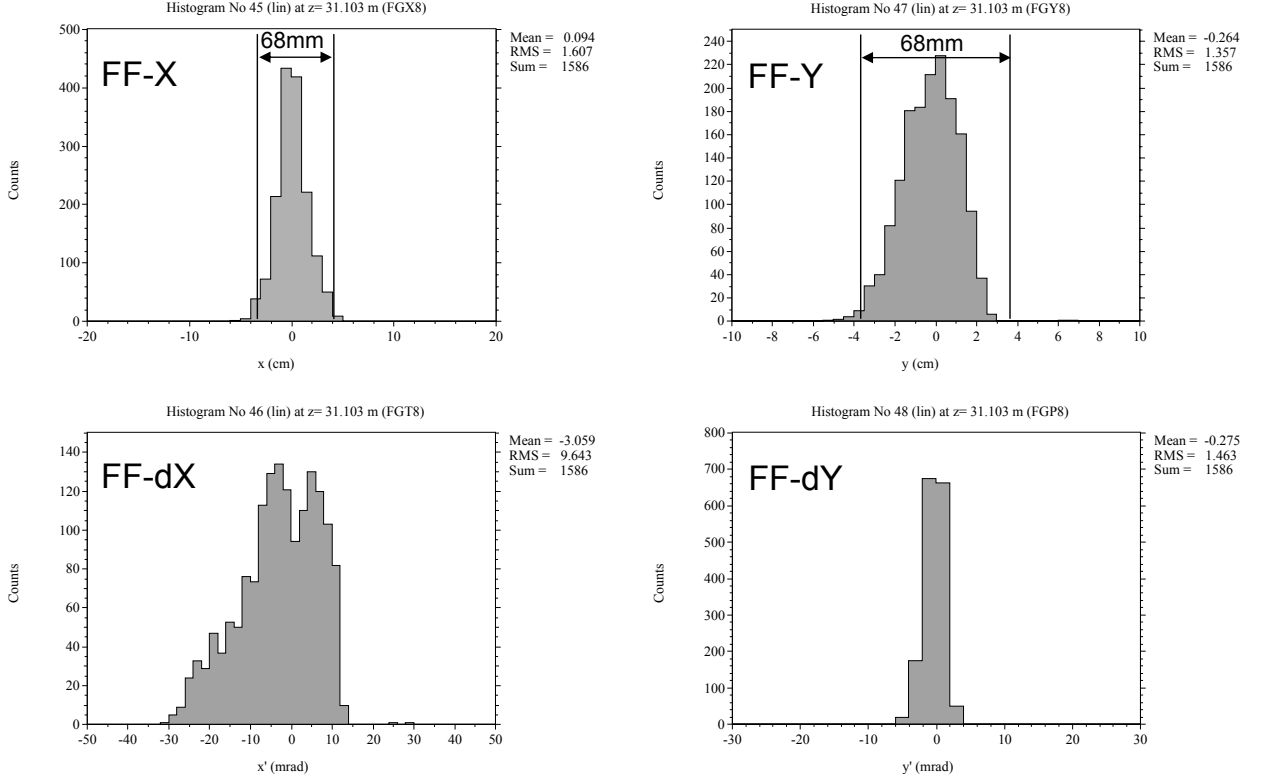 Histogram No 45 (lin) at z= 31.103 m (FGX8)
Mean = 0.094
RMS = 1.607
Sum = 1586
FF-X
68mm
500
400
300
200
100
0
Counts
-20 -10 0 10 20
x (cm)
Histogram No 47 (lin) at z= 31.103 m (FGY8)
Mean = -0.264
RMS = 1.357
Sum = 1586
FF-Y
68mm
240
220
200
180
160
140
120
100
80
60
40
20
0
Counts
-10 -8 -6 -4 -2 0 2 4 6 8 10
y (cm)
Histogram No 46 (lin) at z= 31.103 m (FGT8)
Mean = -3.059
RMS = 9.643
Sum = 1586
FF-dX
140
120
100
80
60
40
20
0
Counts
-50 -40 -30 -20 -10 0 10 20 30 40 50
x' (mrad)
Histogram No 48 (lin) at z= 31.103 m (FGP8)
Mean = -0.275
RMS = 1.463
Sum = 1586
FF-dY
800
700
600
500
400
300
200
100
0
Counts
-30 -20 -10 0 10 20 30
y' (mrad)